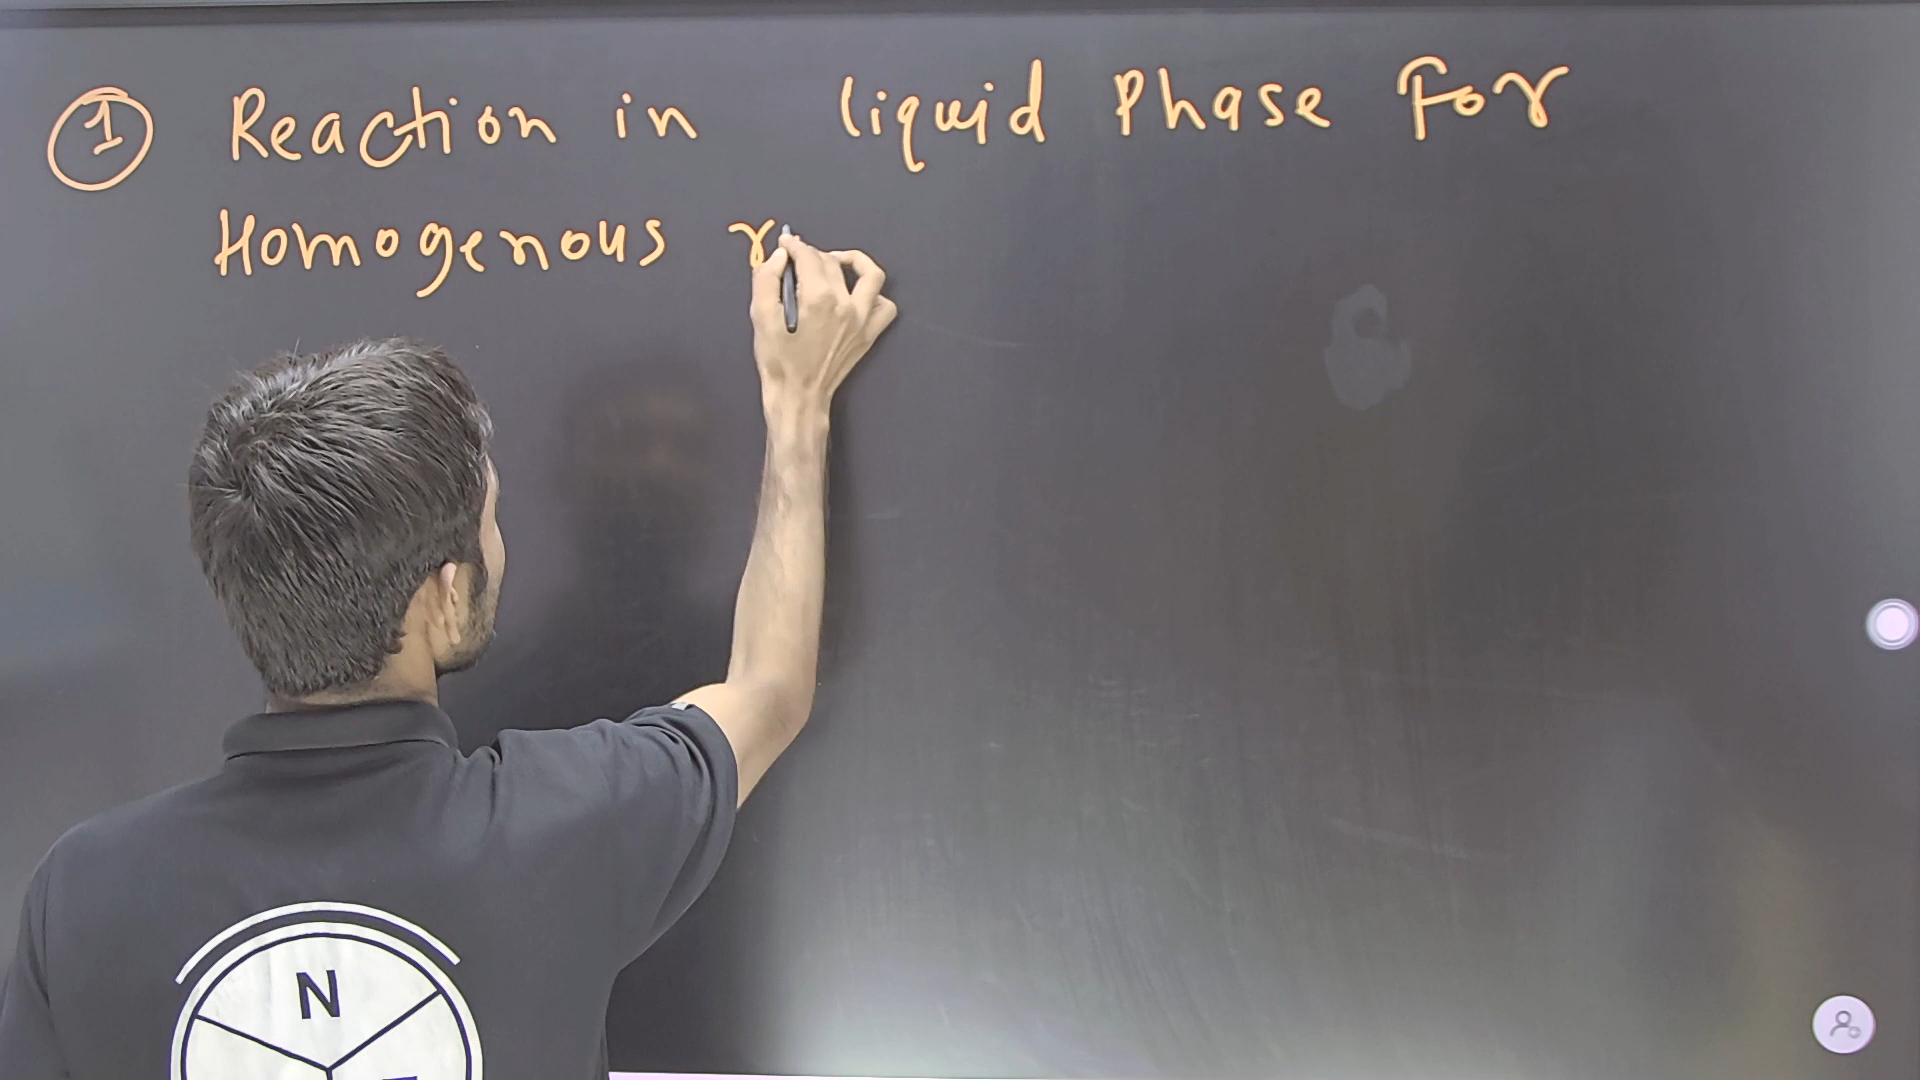 ① Reaction in liquid Phase For
Homogenous r
N